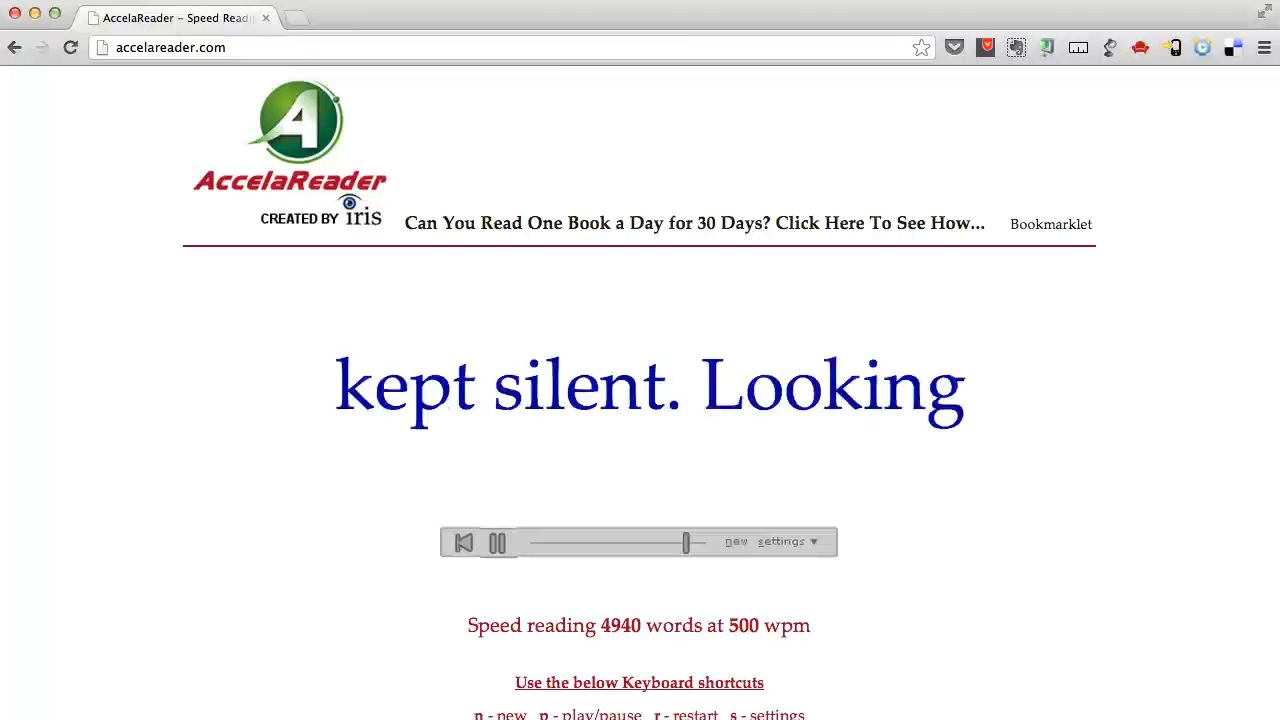 AccelaReader – Speed Readi
accelareader.com
A
AccelaReader
CREATED BY iris
Can You Read One Book a Day for 30 Days? Click Here To See How... Bookmarklet
kept silent. Looking
new settings ▼
Speed reading 4940 words at 500 wpm
Use the below Keyboard shortcuts
n - new p - play/pause r - restart s - settings